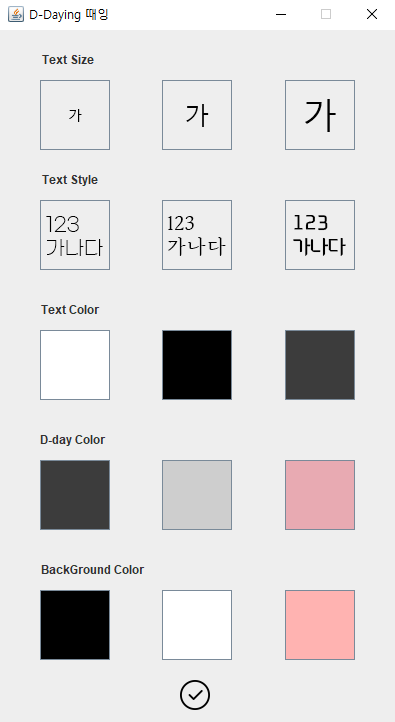 D-Daying 때잉
Text Size
가 가 가
Text Style
123 123 123
가나다 가나다 가나다
Text Color
D-day Color
BackGround Color